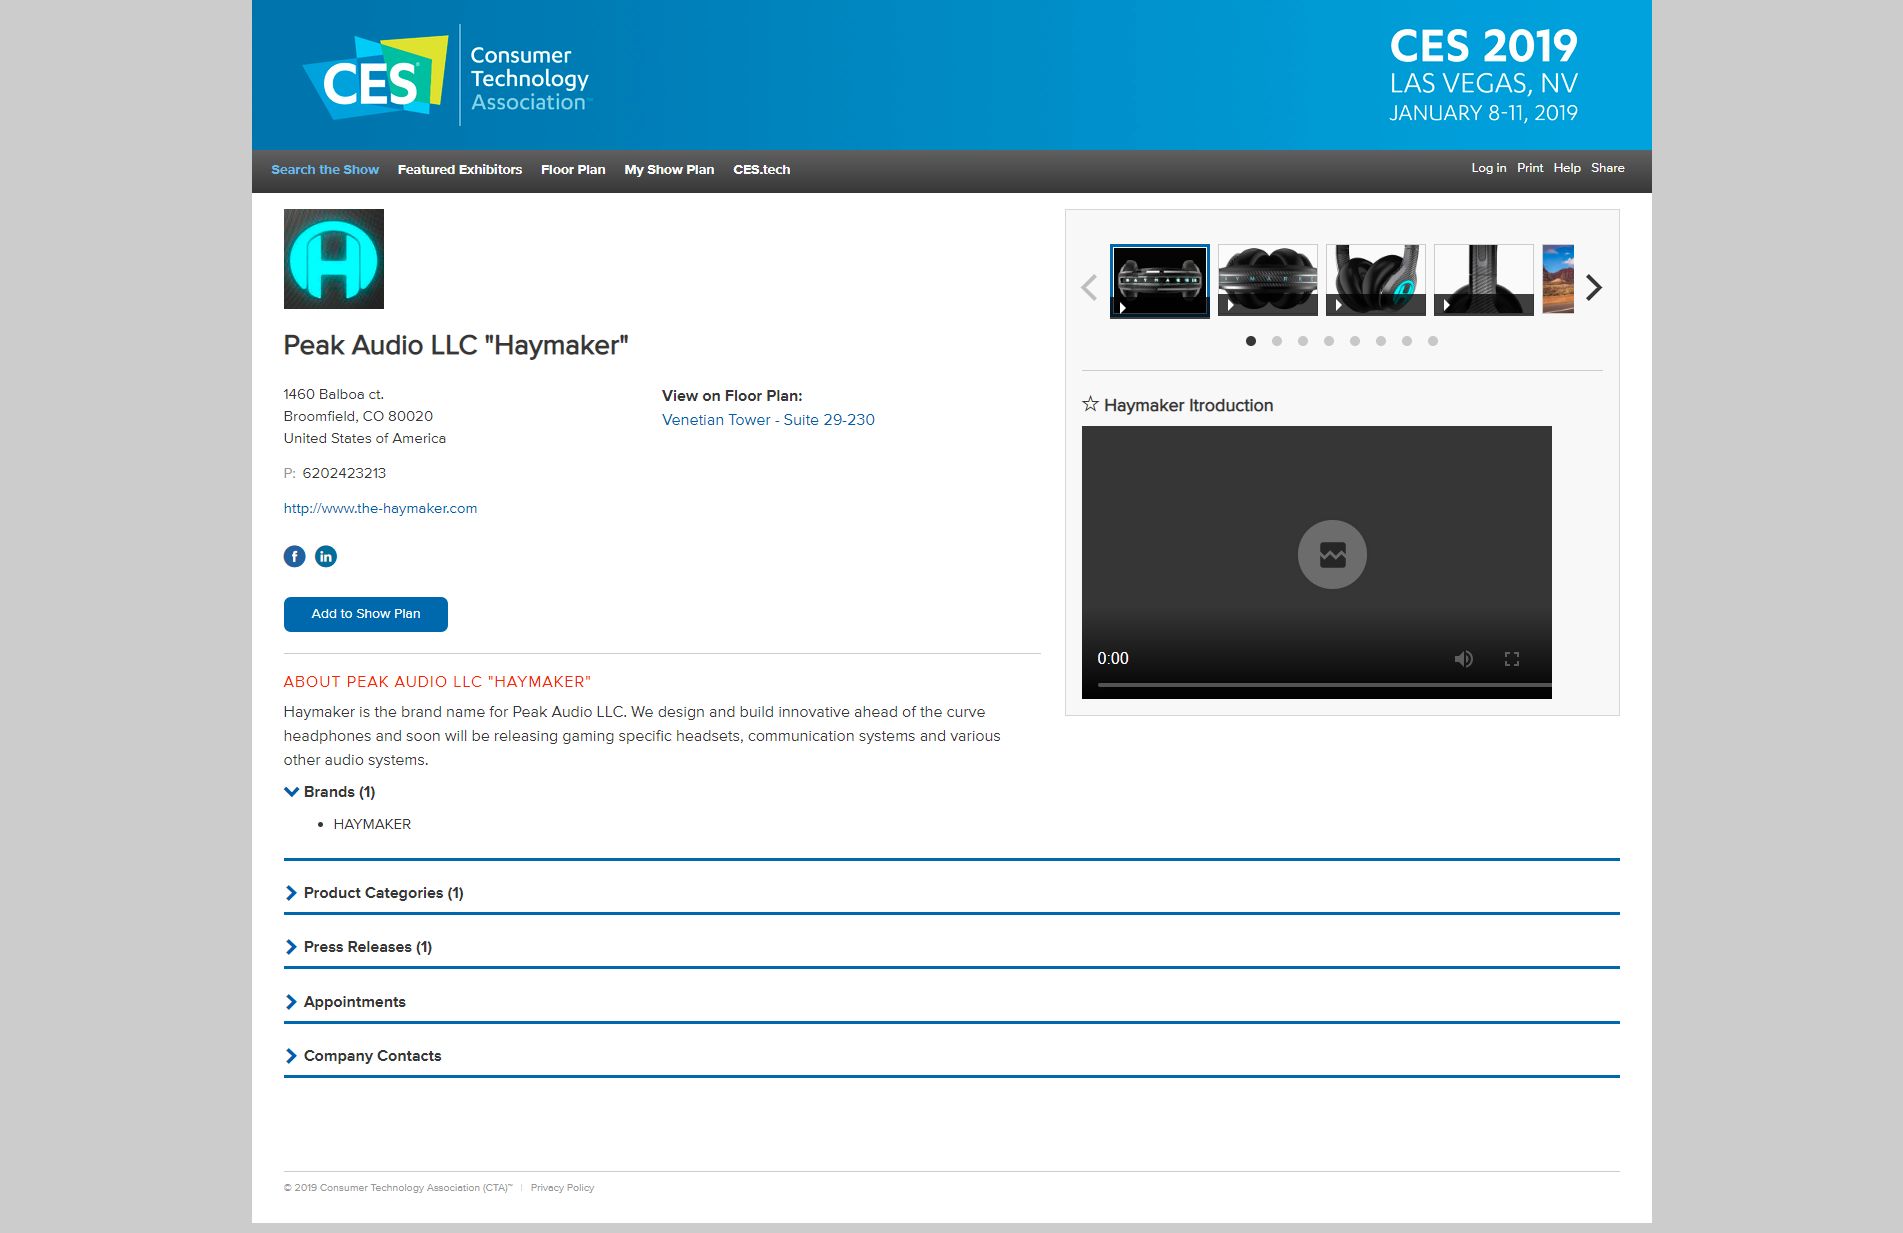 CES
Consumer
Technology
Association
CES 2019
LAS VEGAS, NV
JANUARY 8-11, 2019
Search the Show Featured Exhibitors Floor Plan My Show Plan CES.tech
Log in Print Help Share
H
Peak Audio LLC "Haymaker"
1460 Balboa ct.
Broomfield, CO 80020
United States of America
P: 6202423213
http://www.the-haymaker.com
f in
Add to Show Plan
View on Floor Plan:
Venetian Tower - Suite 29-230
HAYMAKER
Haymaker Itroduction
0:00
ABOUT PEAK AUDIO LLC "HAYMAKER"
Haymaker is the brand name for Peak Audio LLC. We design and build innovative ahead of the curve
headphones and soon will be releasing gaming specific headsets, communication systems and various
other audio systems.
Brands (1)
• HAYMAKER
Product Categories (1)
Press Releases (1)
Appointments
Company Contacts
© 2019 Consumer Technology Association (CTA)™ | Privacy Policy